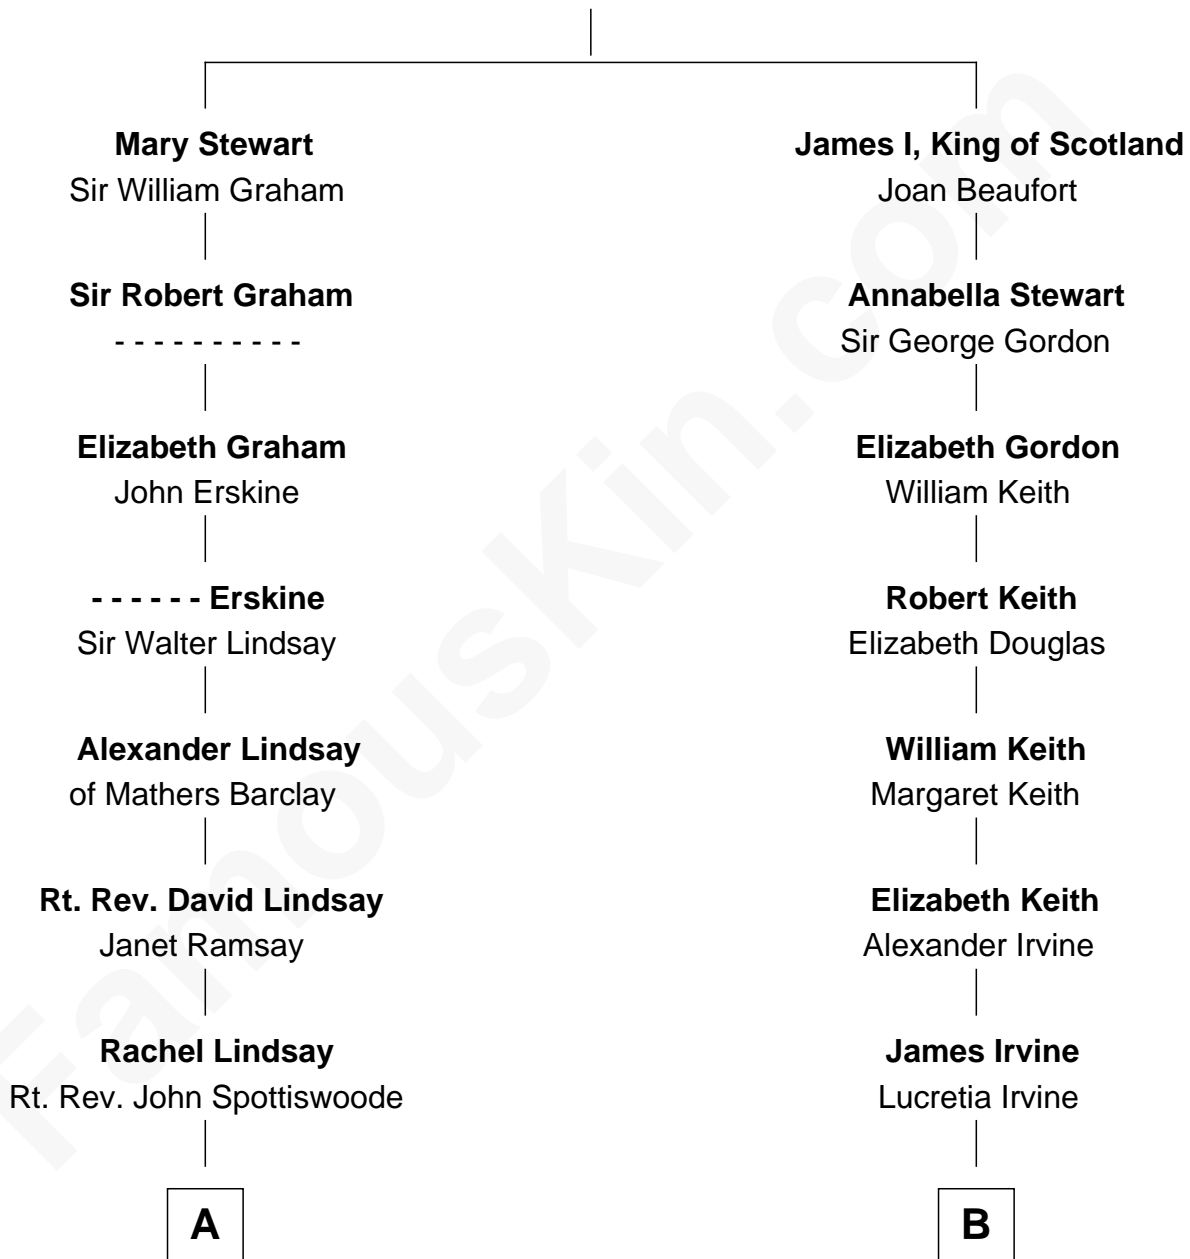 Mary Stewart
Sir William Graham
James I, King of Scotland
Joan Beaufort
Sir Robert Graham
- - - - - - - - - -
Annabella Stewart
Sir George Gordon
Elizabeth Graham
John Erskine
Elizabeth Gordon
William Keith
- - - - - - Erskine
Sir Walter Lindsay
Robert Keith
Elizabeth Douglas
Alexander Lindsay
of Mathers Barclay
William Keith
Margaret Keith
Rt. Rev. David Lindsay
Janet Ramsay
Elizabeth Keith
Alexander Irvine
Rachel Lindsay
Rt. Rev. John Spottiswoode
James Irvine
Lucretia Irvine
A
B
FamousKin.com